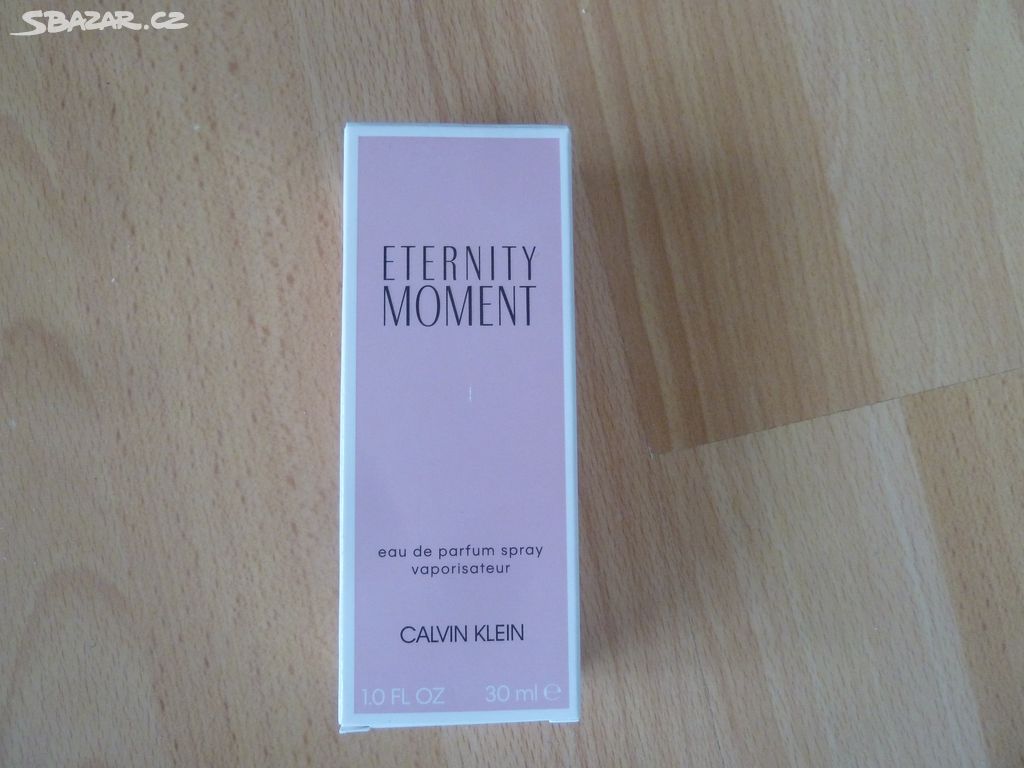 SBAZAR.CZ
ETERNITY
MOMENT
eau de parfum spray
vaporisateur
CALVIN KLEIN
1.0 FL OZ 30 ml ℮